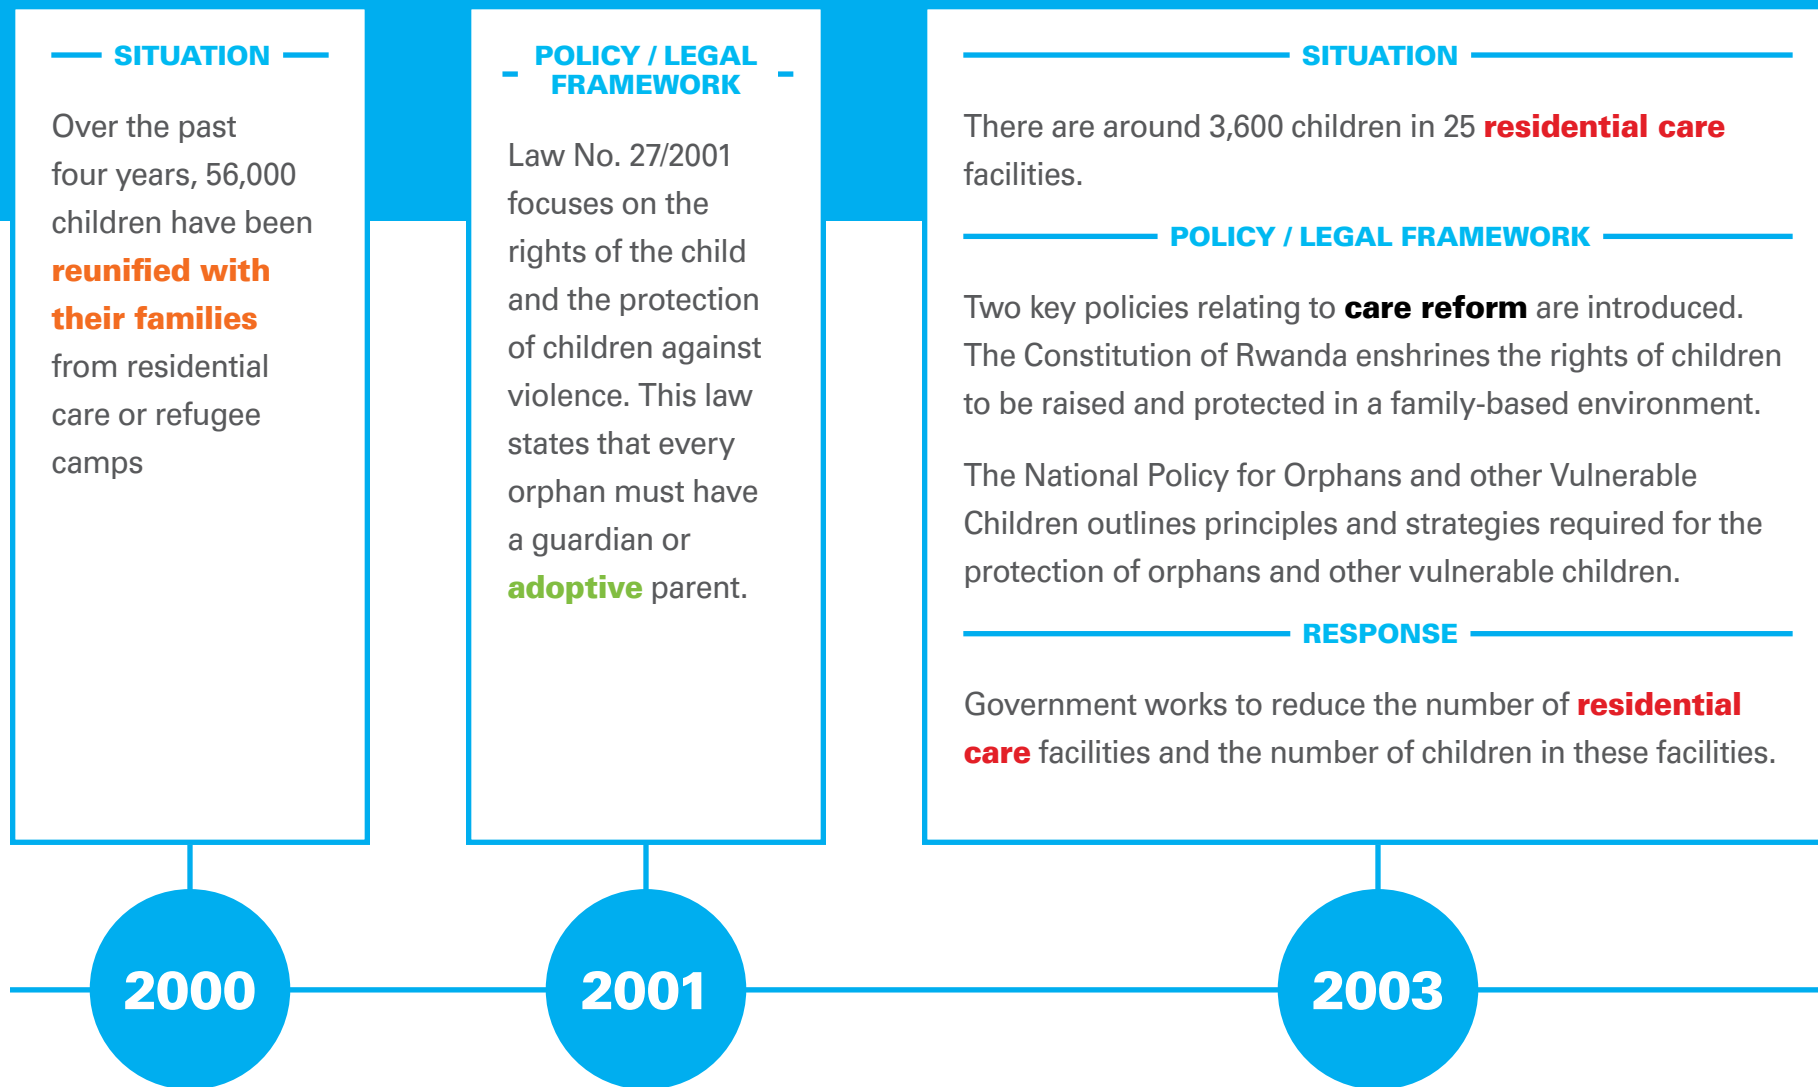 SITUATION
Over the past
four years, 56,000
children have been
reunified with
their families
from residential
care or refugee
camps
2000
POLICY / LEGAL
FRAMEWORK
Law No. 27/2001
focuses on the
rights of the child
and the protection
of children against
violence. This law
states that every
orphan must have
a guardian or
adoptive parent.
2001
SITUATION
There are around 3,600 children in 25 residential care
facilities.
POLICY / LEGAL FRAMEWORK
Two key policies relating to care reform are introduced.
The Constitution of Rwanda enshrines the rights of children
to be raised and protected in a family-based environment.
The National Policy for Orphans and other Vulnerable
Children outlines principles and strategies required for the
protection of orphans and other vulnerable children.
RESPONSE
Government works to reduce the number of residential
care facilities and the number of children in these facilities.
2003